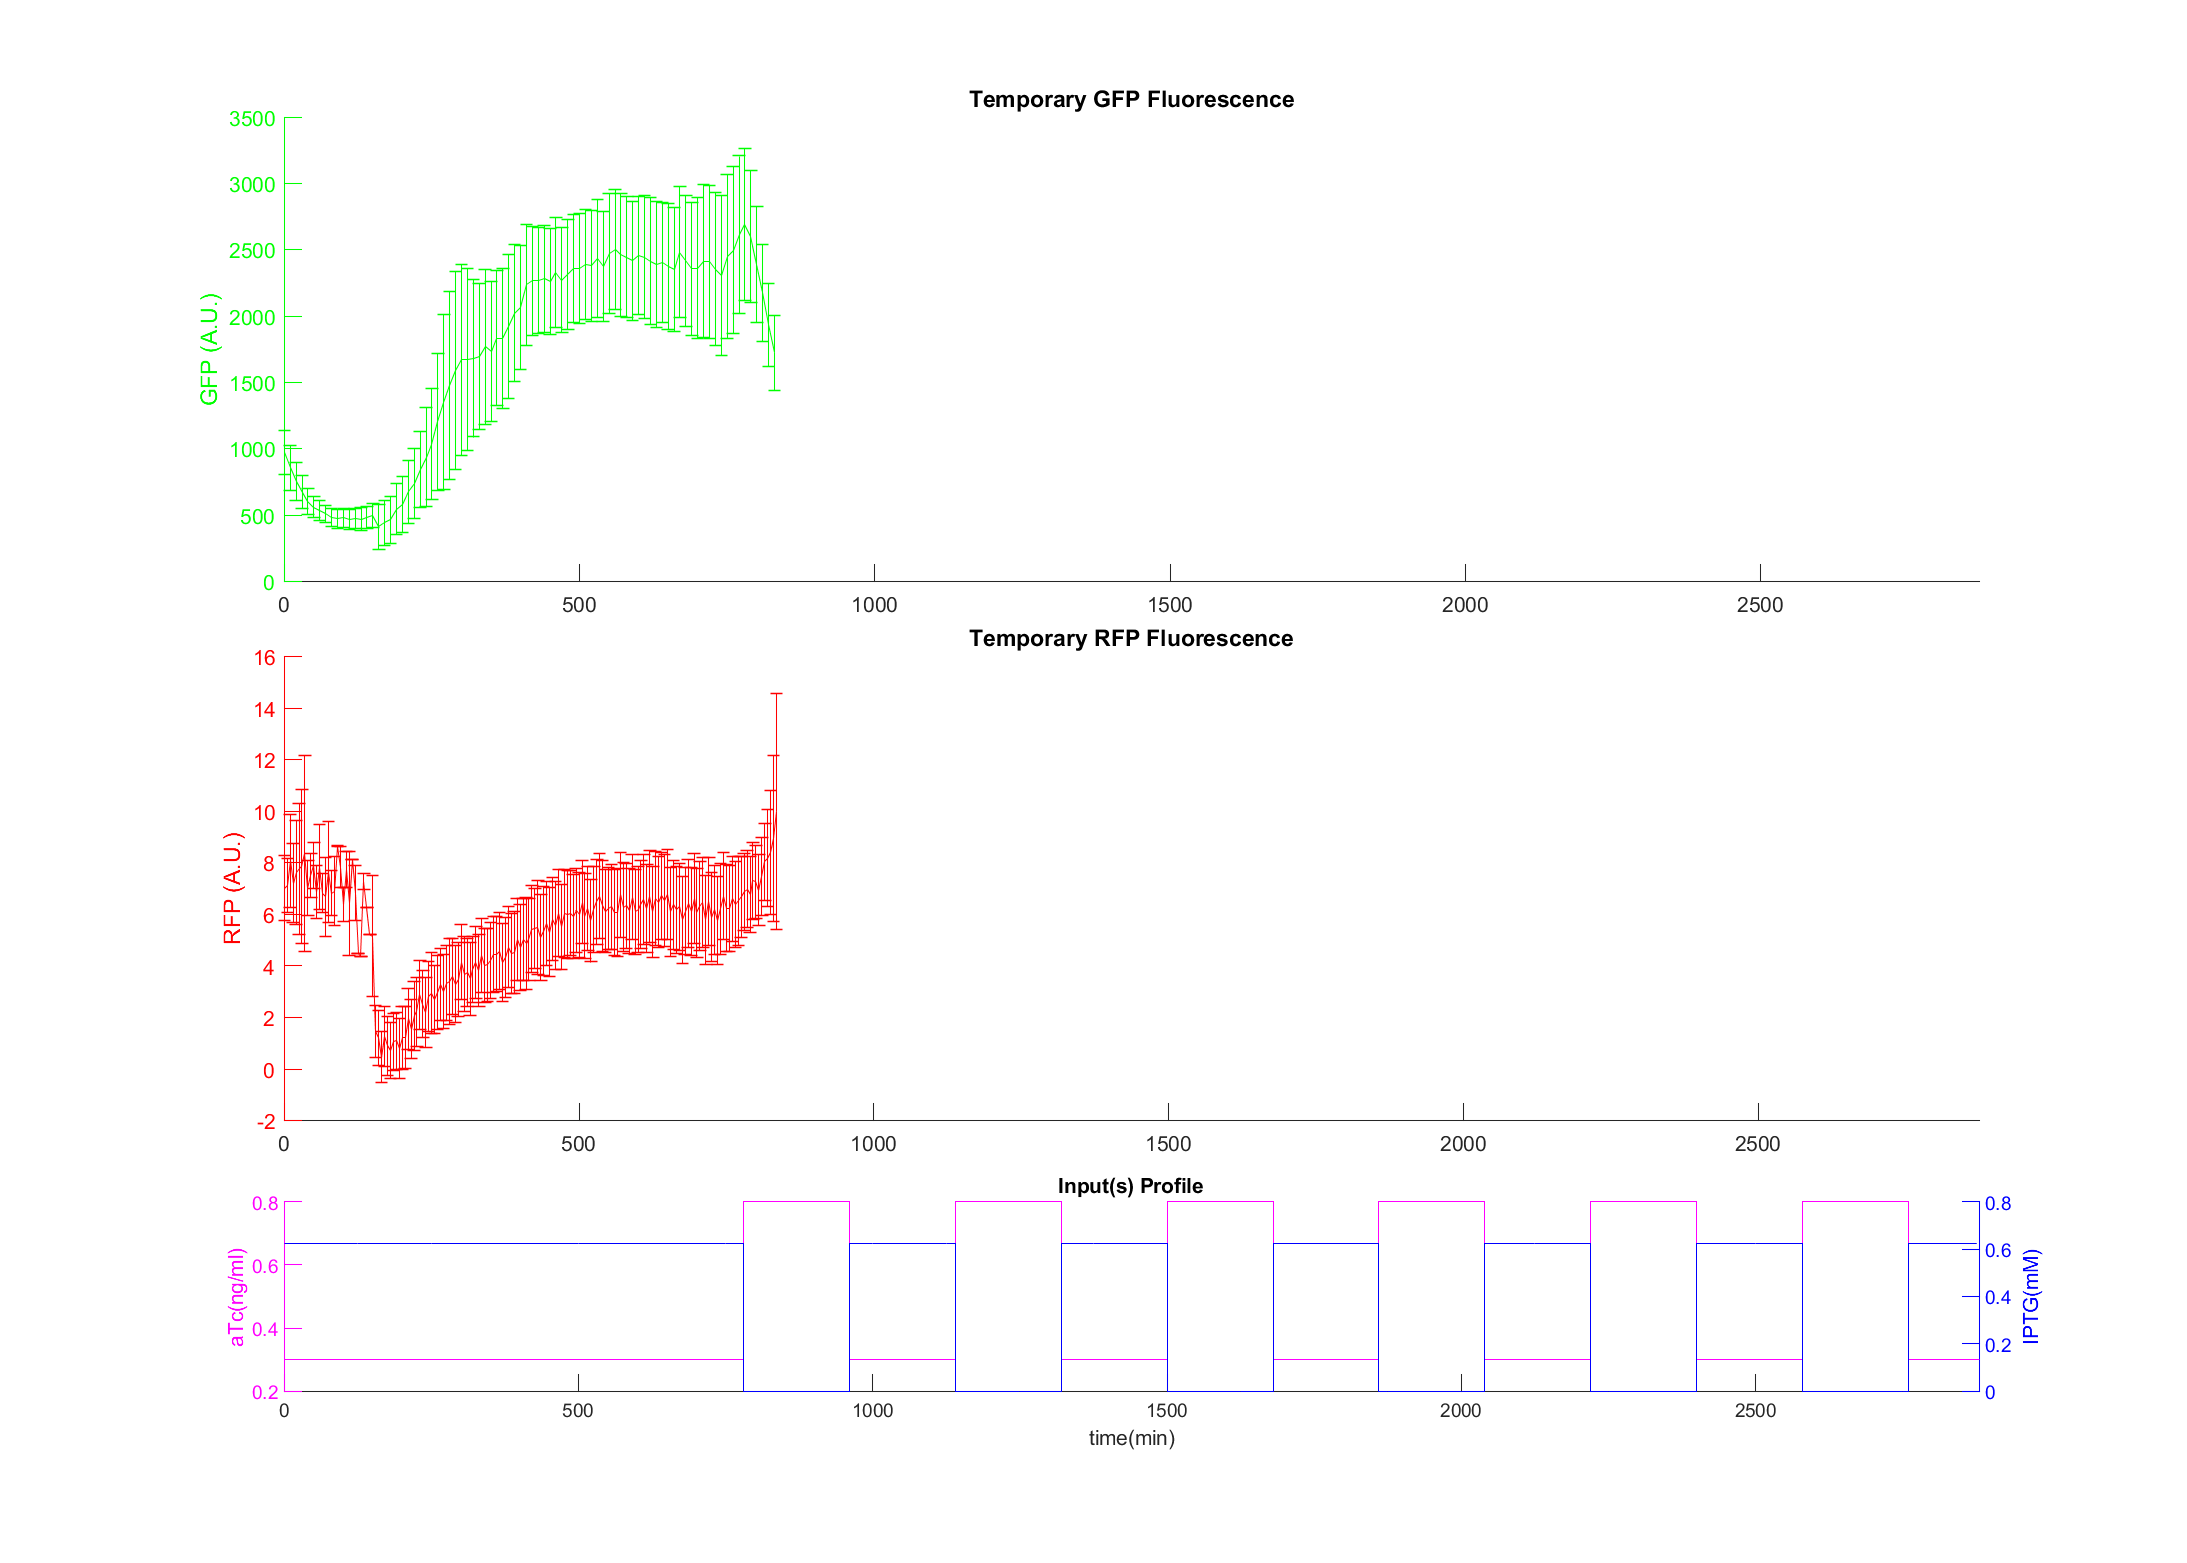 Temporary GFP Fluorescence
3500
3000
2500
2000
1500
1000
500
0
GFP (A.U.)
0 500 1000 1500 2000 2500
Temporary RFP Fluorescence
16
14
12
10
8
6
4
2
0
-2
RFP (A.U.)
0 500 1000 1500 2000 2500
Input(s) Profile
0.8 0.8
0.6 0.6
0.4 0.4
0.2
0.2 0
aTc(ng/ml)
IPTG(mM)
0 500 1000 1500 2000 2500
time(min)